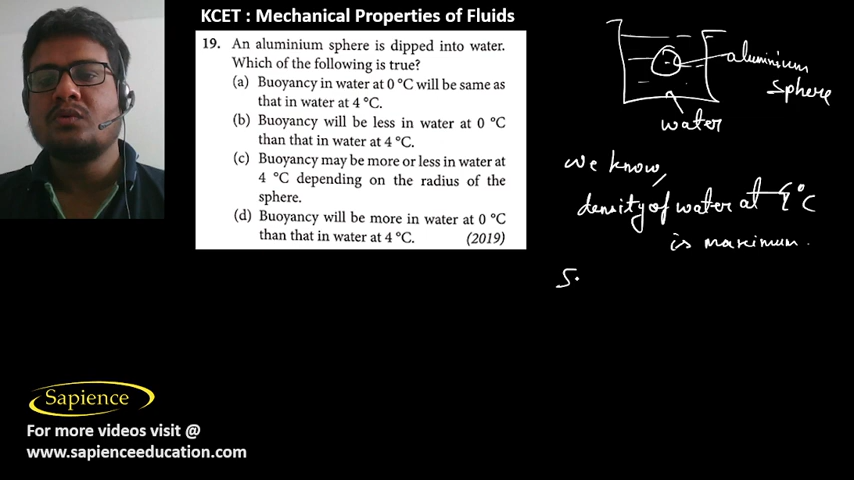 KCET : Mechanical Properties of Fluids
19. An aluminium sphere is dipped into water.
Which of the following is true?
(a) Buoyancy in water at 0 °C will be same as
that in water at 4 °C.
(b) Buoyancy will be less in water at 0 °C
than that in water at 4 °C.
(c) Buoyancy may be more or less in water at
4 °C depending on the radius of the
sphere.
(d) Buoyancy will be more in water at 0 °C
than that in water at 4 °C. (2019)
aluminium
sphere
water
we know,
density of water at 4°C
is maximum.
S.
Sapience
For more videos visit @
www.sapienceeducation.com